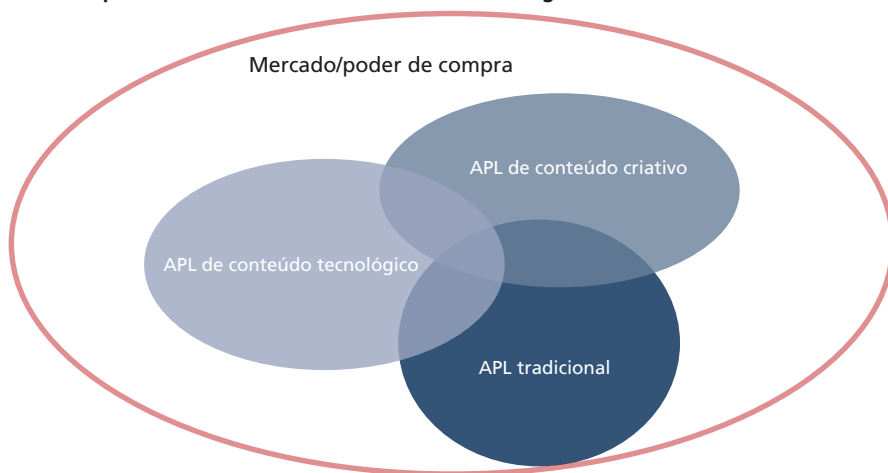 Mercado/poder de compra
APL de conteúdo criativo
APL de conteúdo tecnológico
APL tradicional